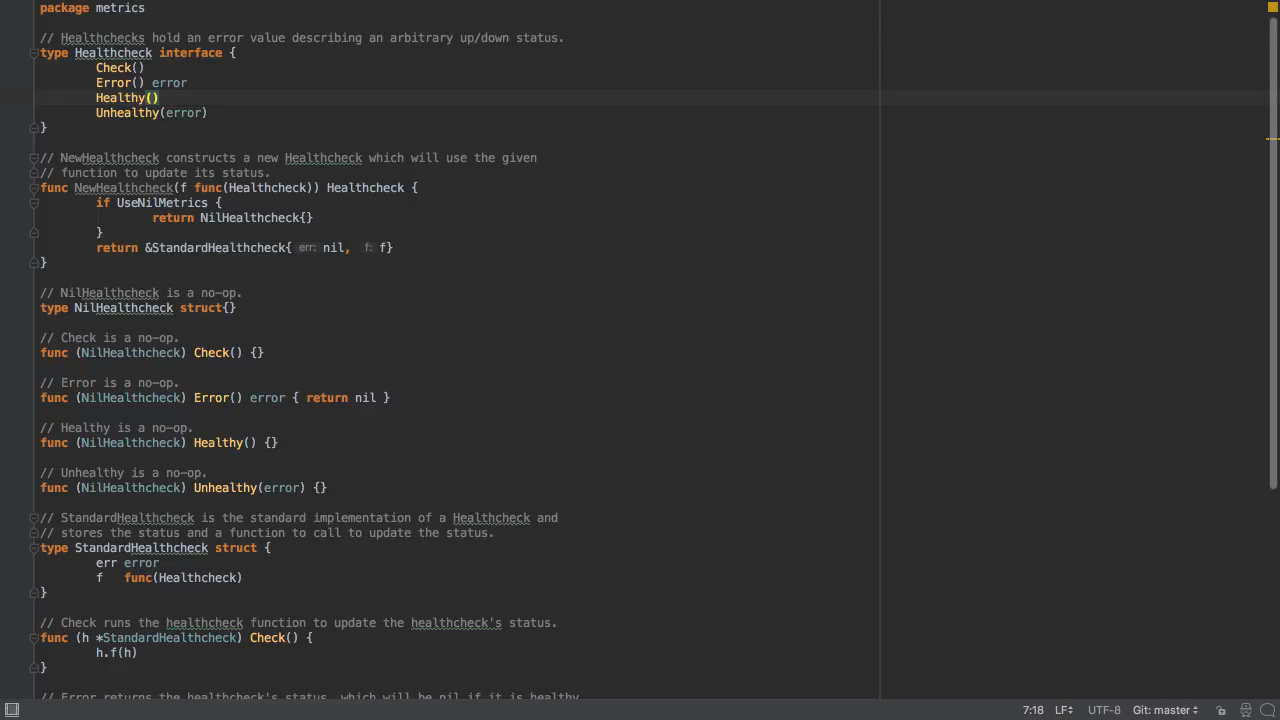 package metrics
// Healthchecks hold an error value describing an arbitrary up/down status.
type Healthcheck interface {
Check()
Error() error
Healthy()
Unhealthy(error)
}
// NewHealthcheck constructs a new Healthcheck which will use the given
// function to update its status.
func NewHealthcheck(f func(Healthcheck)) Healthcheck {
if UseNilMetrics {
return NilHealthcheck{}
}
return &StandardHealthcheck{ err: nil, f: f}
}
// NilHealthcheck is a no-op.
type NilHealthcheck struct{}
// Check is a no-op.
func (NilHealthcheck) Check() {}
// Error is a no-op.
func (NilHealthcheck) Error() error { return nil }
// Healthy is a no-op.
func (NilHealthcheck) Healthy() {}
// Unhealthy is a no-op.
func (NilHealthcheck) Unhealthy(error) {}
// StandardHealthcheck is the standard implementation of a Healthcheck and
// stores the status and a function to call to update the status.
type StandardHealthcheck struct {
err error
f func(Healthcheck)
}
// Check runs the healthcheck function to update the healthcheck's status.
func (h *StandardHealthcheck) Check() {
h.f(h)
}
// Error returns the healthcheck's status, which will be nil if it is healthy
7:18 LF UTF-8 Git: master